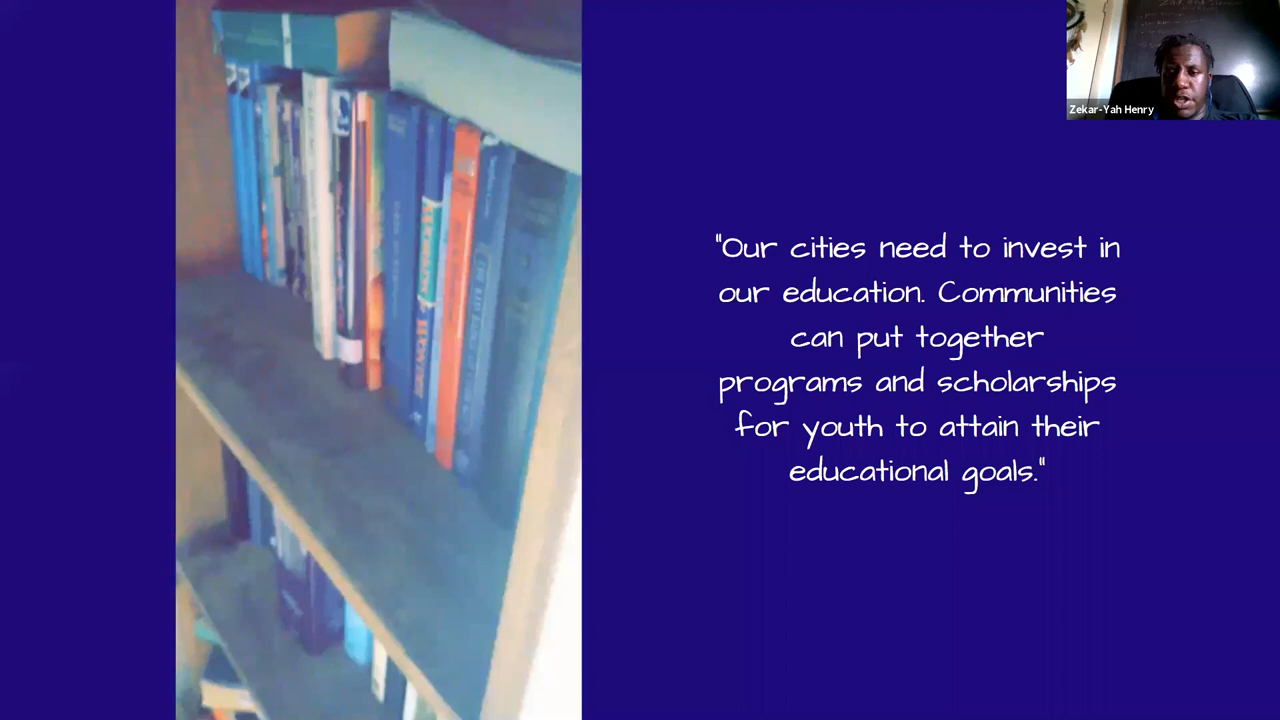 Zekar-Yah Henry
"Our cities need to invest in
our education. Communities
can put together
programs and scholarships
for youth to attain their
educational goals."